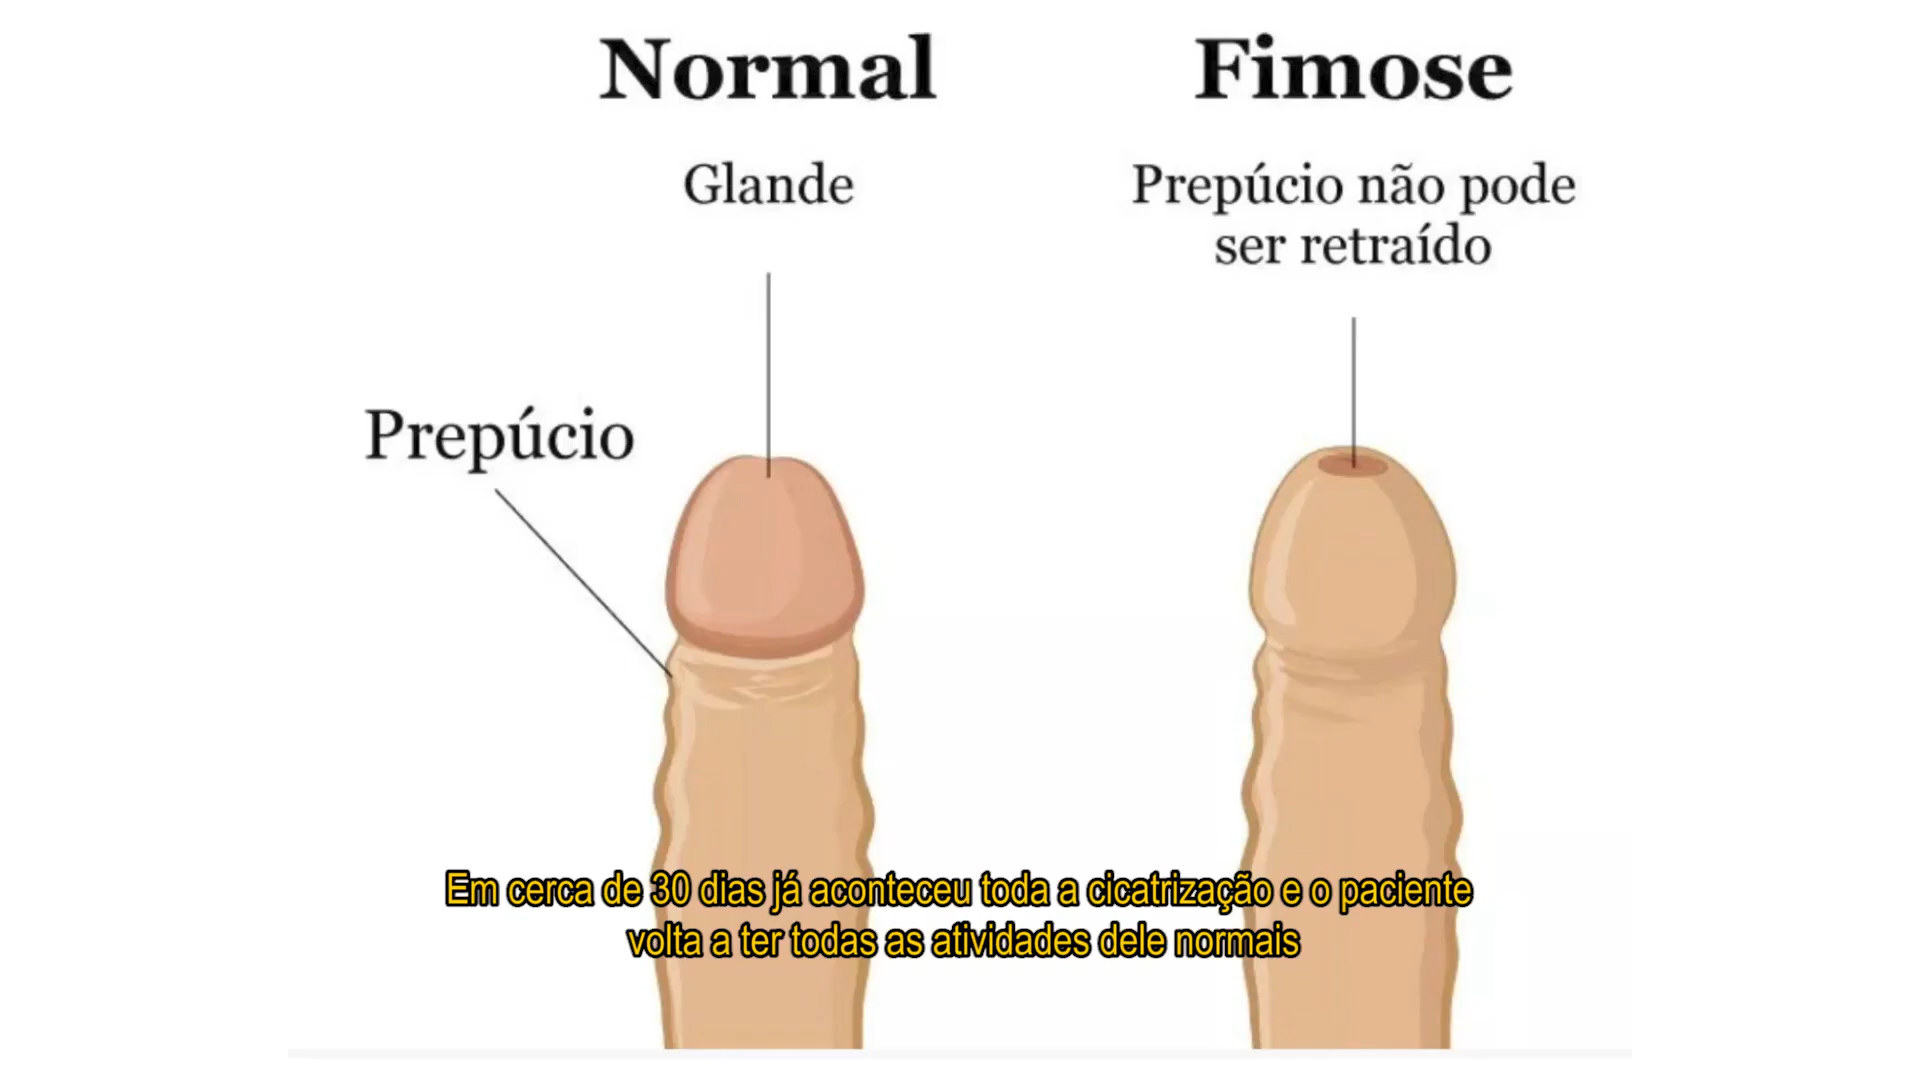 Normal
Fimose
Glande
Prepúcio não pode
ser retraído
Prepúcio
Em cerca de 30 dias já aconteceu toda a cicatrização e o paciente
volta a ter todas as atividades dele normais